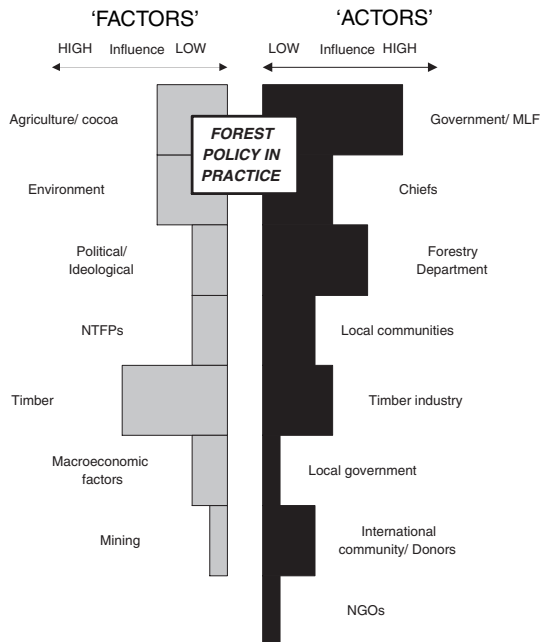 'FACTORS'
'ACTORS'
HIGH Influence LOW
LOW Influence HIGH
Agriculture/ cocoa
FOREST
POLICY IN
PRACTICE
Government/ MLF
Environment
Chiefs
Political/
Ideological
Forestry
Department
NTFPs
Local communities
Timber
Timber industry
Macroeconomic
factors
Local government
Mining
International
community/ Donors
NGOs